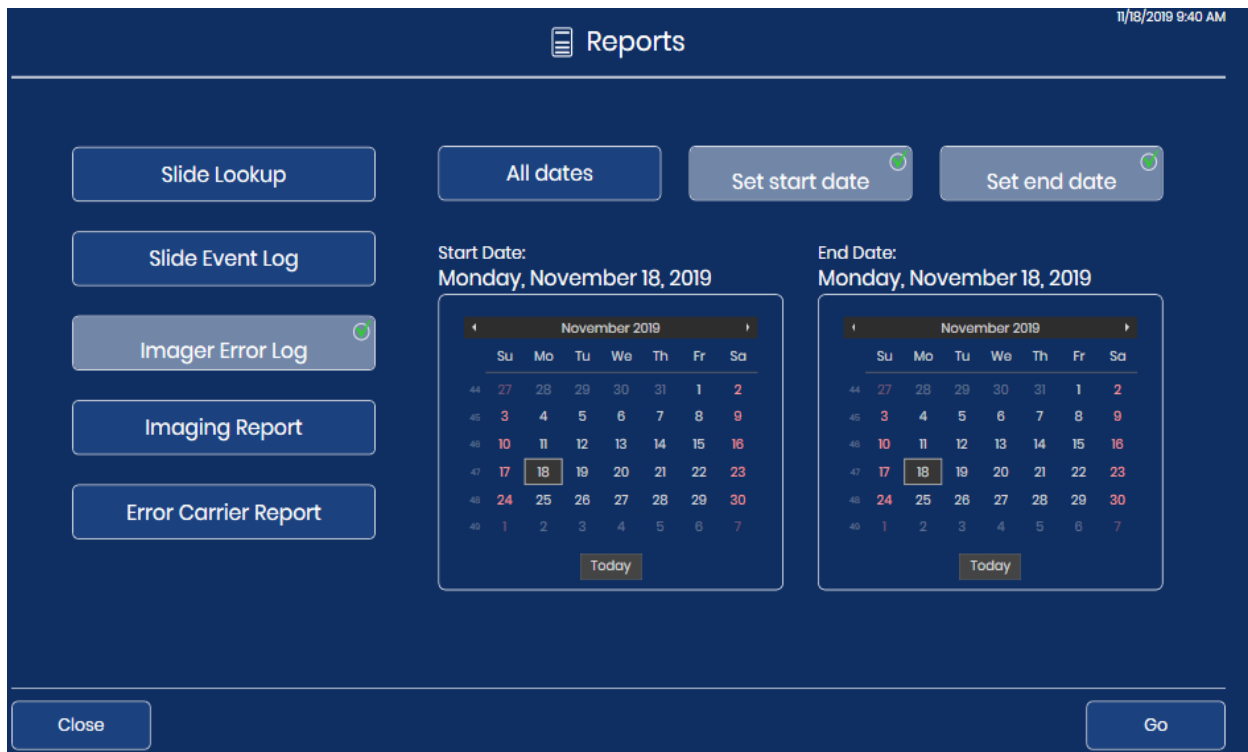 11/18/2019 9:40 AM
Reports
Slide Lookup
Slide Event Log
Imager Error Log
Imaging Report
Error Carrier Report
All dates
Set start date
Set end date
Start Date:
Monday, November 18, 2019
November 2019
Su Mo Tu We Th Fr Sa
44 27 28 29 30 31 1 2
45 3 4 5 6 7 8 9
46 10 11 12 13 14 15 16
47 17 18 19 20 21 22 23
48 24 25 26 27 28 29 30
49 1 2 3 4 5 6 7
Today
End Date:
Monday, November 18, 2019
November 2019
Su Mo Tu We Th Fr Sa
44 27 28 29 30 31 1 2
45 3 4 5 6 7 8 9
46 10 11 12 13 14 15 16
47 17 18 19 20 21 22 23
48 24 25 26 27 28 29 30
49 1 2 3 4 5 6 7
Today
Close
Go